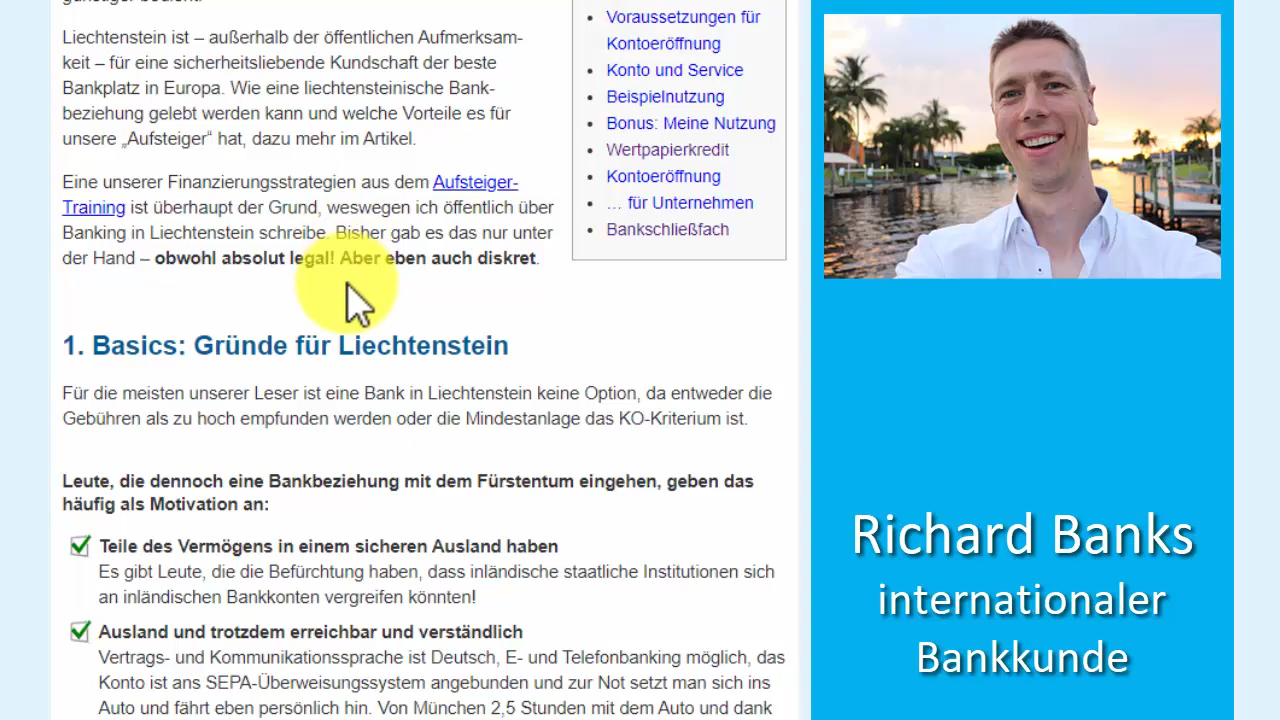 günstiger bedient.
Liechtenstein ist – außerhalb der öffentlichen Aufmerksam-
keit – für eine sicherheitsliebende Kundschaft der beste
Bankplatz in Europa. Wie eine liechtensteinische Bank-
beziehung gelebt werden kann und welche Vorteile es für
unsere „Aufsteiger“ hat, dazu mehr im Artikel.
Eine unserer Finanzierungsstrategien aus dem Aufsteiger-
Training ist überhaupt der Grund, weswegen ich öffentlich über
Banking in Liechtenstein schreibe. Bisher gab es das nur unter
der Hand – obwohl absolut legal! Aber eben auch diskret.
Voraussetzungen für
Kontoeröffnung
Konto und Service
Beispielnutzung
Bonus: Meine Nutzung
Wertpapierkredit
Kontoeröffnung
… für Unternehmen
Bankschließfach
1. Basics: Gründe für Liechtenstein
Für die meisten unserer Leser ist eine Bank in Liechtenstein keine Option, da entweder die
Gebühren als zu hoch empfunden werden oder die Mindestanlage das KO-Kriterium ist.
Leute, die dennoch eine Bankbeziehung mit dem Fürstentum eingehen, geben das
häufig als Motivation an:
Teile des Vermögens in einem sicheren Ausland haben
Es gibt Leute, die die Befürchtung haben, dass inländische staatliche Institutionen sich
an inländischen Bankkonten vergreifen könnten!
Ausland und trotzdem erreichbar und verständlich
Vertrags- und Kommunikationssprache ist Deutsch, E- und Telefonbanking möglich, das
Konto ist ans SEPA-Überweisungssystem angebunden und zur Not setzt man sich ins
Auto und fährt eben persönlich hin. Von München 2,5 Stunden mit dem Auto und dank
Richard Banks
internationaler
Bankkunde